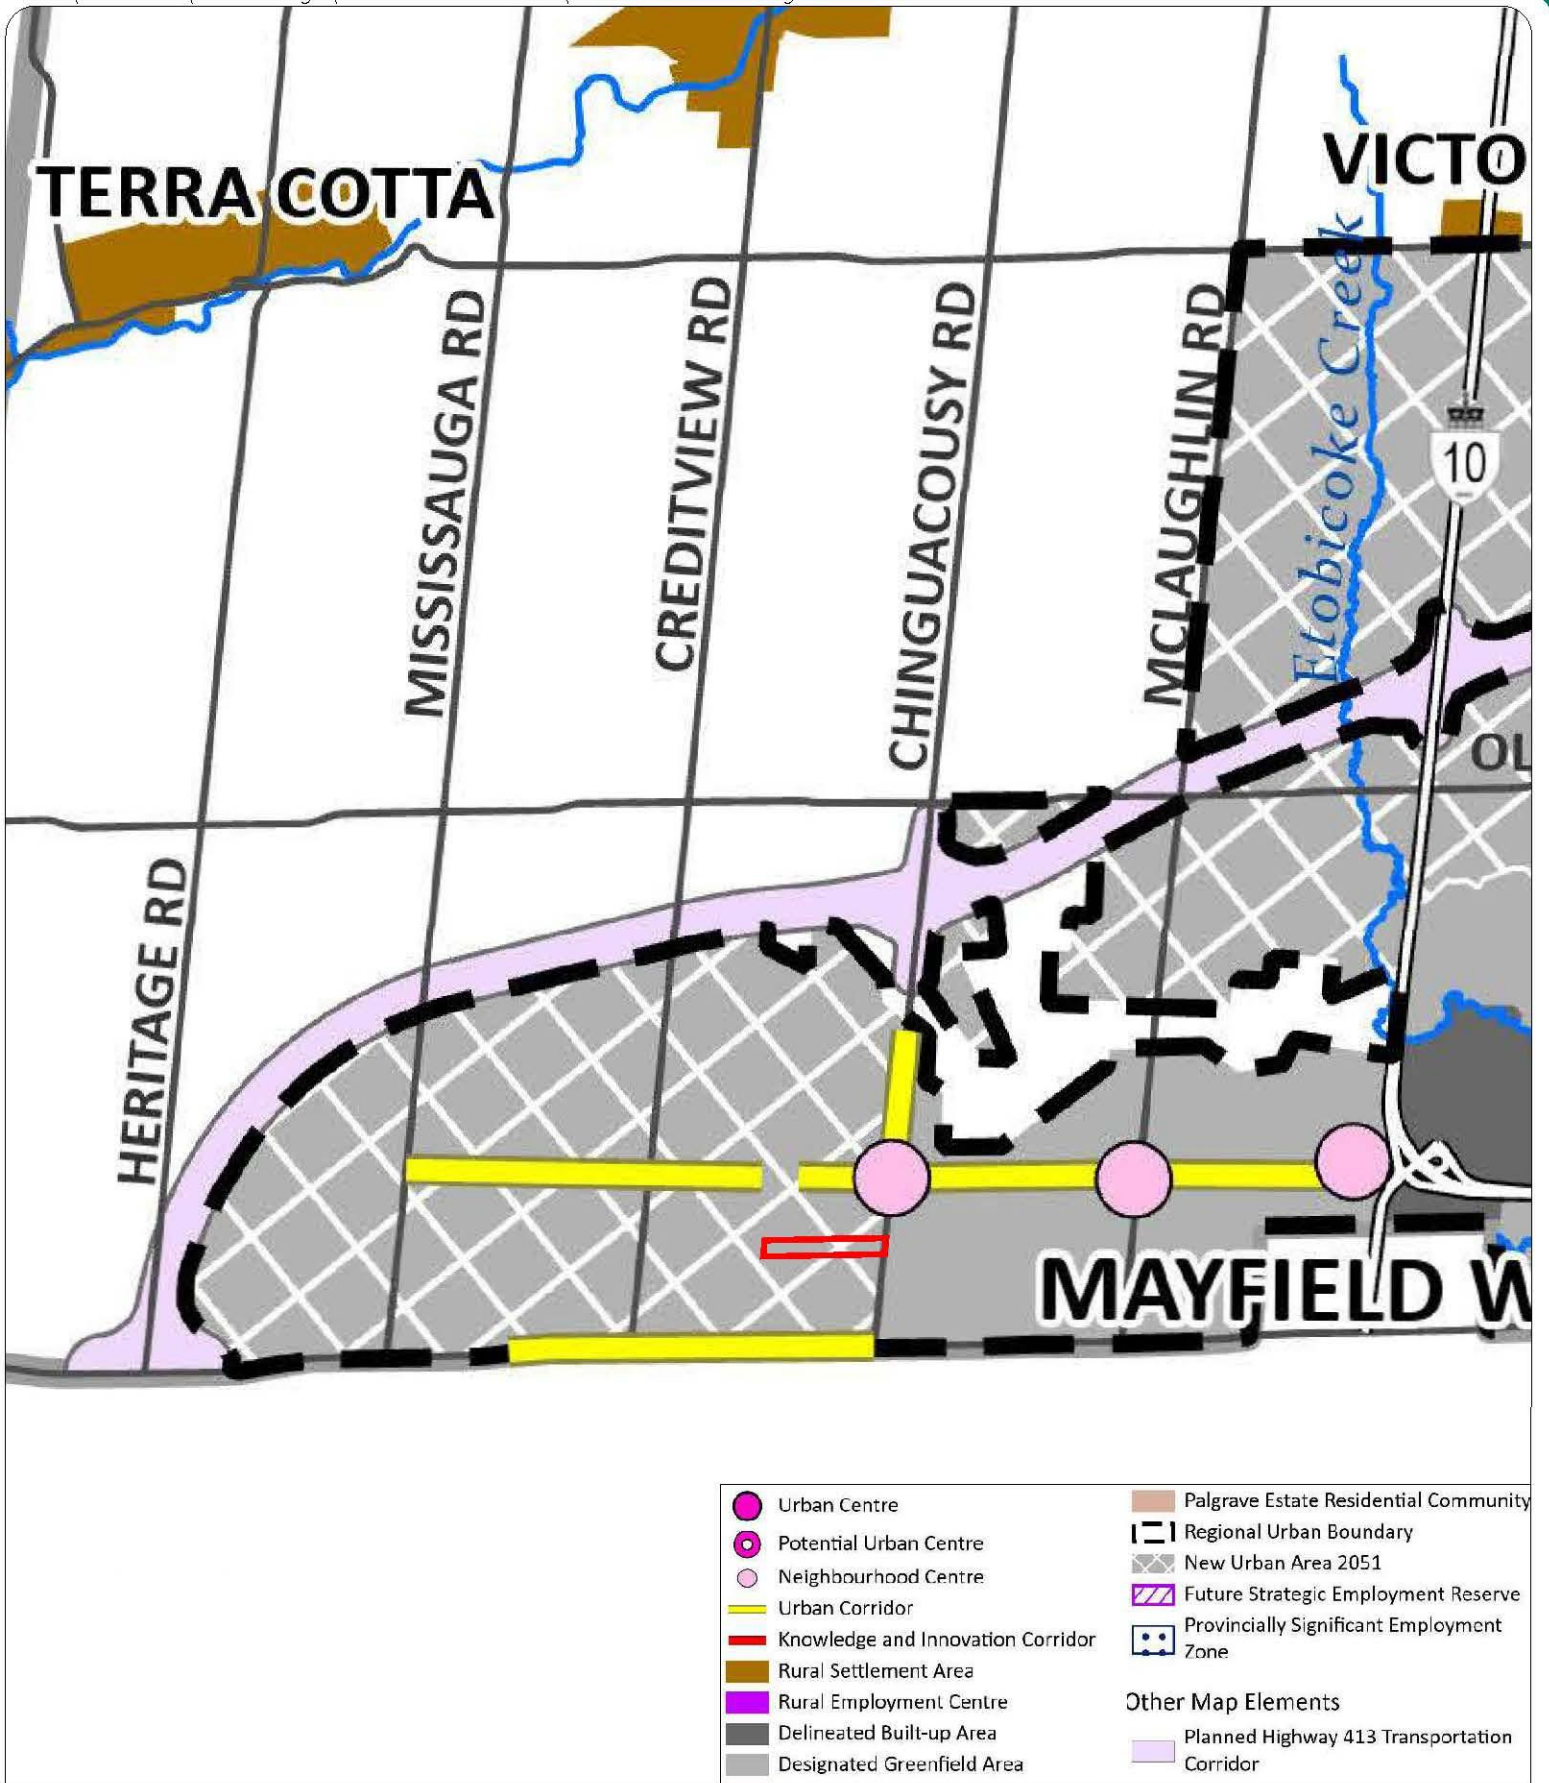 TERRA COTTA
VICTO
MISSISSAUGA RD
CREDITVIEW RD
CHINGUACOUSY RD
MCLAUGHLIN RD
Etobicoke Creek
10
OL
HERITAGE RD
MAYFIELD W
Urban Centre
Potential Urban Centre
Neighbourhood Centre
Urban Corridor
Knowledge and Innovation Corridor
Rural Settlement Area
Rural Employment Centre
Delineated Built-up Area
Designated Greenfield Area
Palgrave Estate Residential Community
Regional Urban Boundary
New Urban Area 2051
Future Strategic Employment Reserve
Provincially Significant Employment
Zone
Other Map Elements
Planned Highway 413 Transportation
Corridor